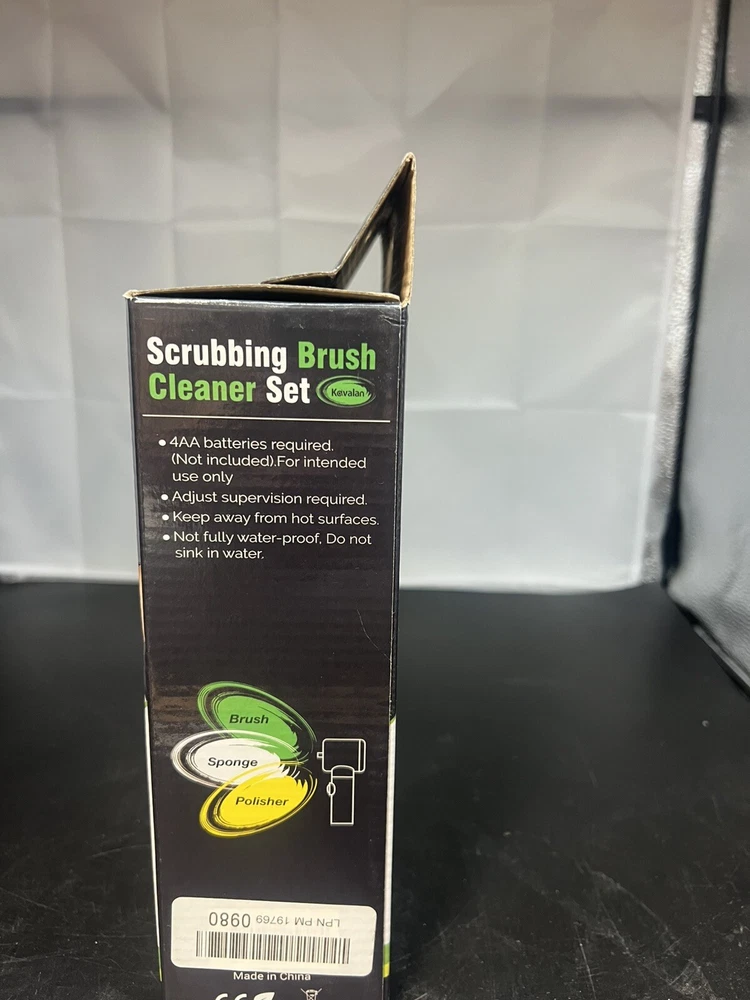 Scrubbing Brush
Cleaner Set Kovalan
• 4AA batteries required.
(Not included).For intended
use only
• Adjust supervision required.
• Keep away from hot surfaces.
• Not fully water-proof, Do not
sink in water.
Brush
Sponge
Polisher
LPN PM 19769 0980
Made in China